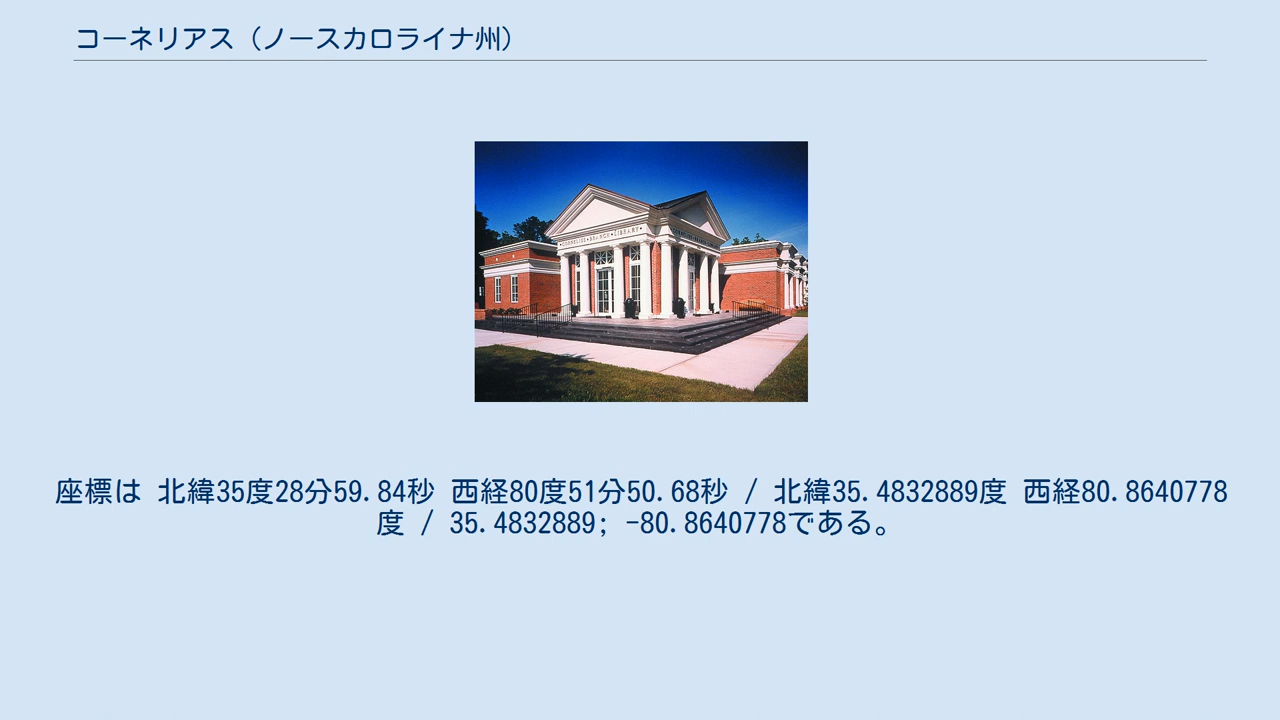 コーネリアス（ノースカロライナ州）
CORNELIUS•BRANCH•LIBRARY
座標は 北緯35度28分59.84秒 西経80度51分50.68秒 / 北緯35.4832889度 西経80.8640778
度 / 35.4832889; -80.8640778である。